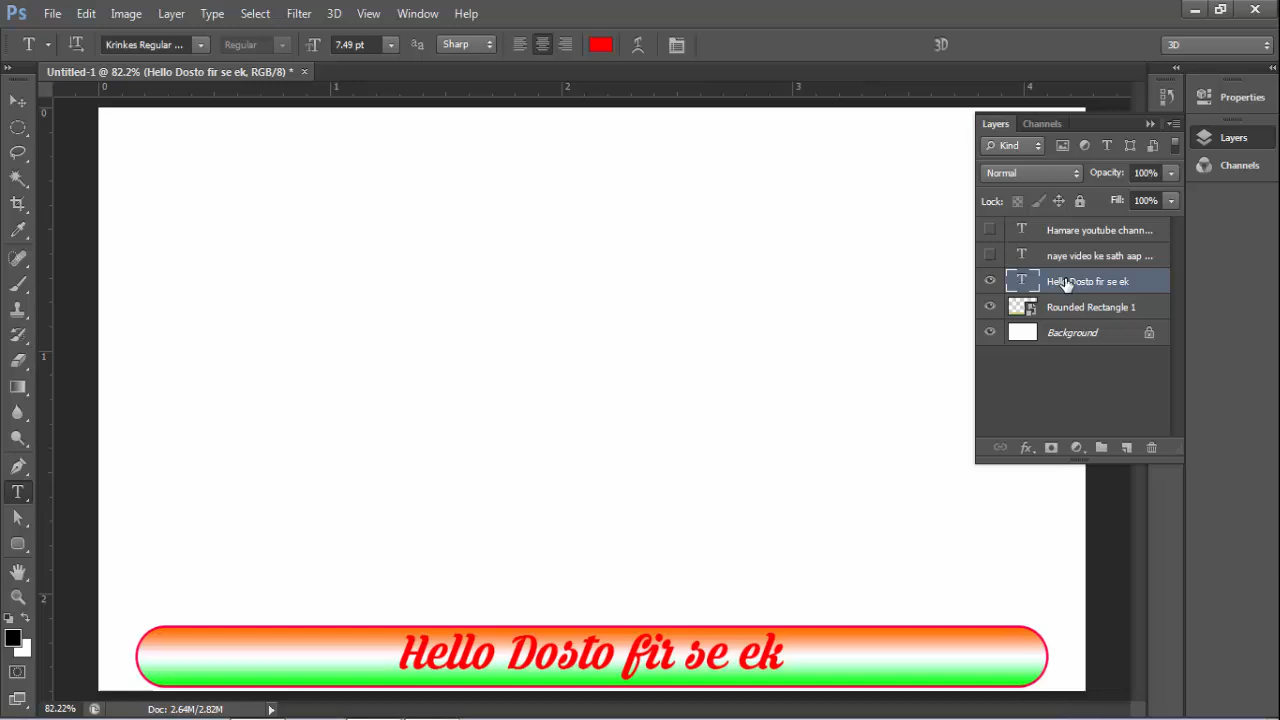 Ps File Edit Image Layer Type Select Filter 3D View Window Help
T Krinkes Regular ... Regular 7.49 pt Sharp 3D 3D
Untitled-1 @ 82.2% (Hello Dosto fir se ek, RGB/8) * ×
0 1 2 3 4
0
1
2
Properties
Layers
Channels
Layers Channels
Kind
Normal Opacity: 100%
Lock: Fill: 100%
Hamare youtube chann...
naye video ke sath aap ...
Hello Dosto fir se ek
Rounded Rectangle 1
Background
Hello Dosto fir se ek
82.22% Doc: 2.64M/2.82M